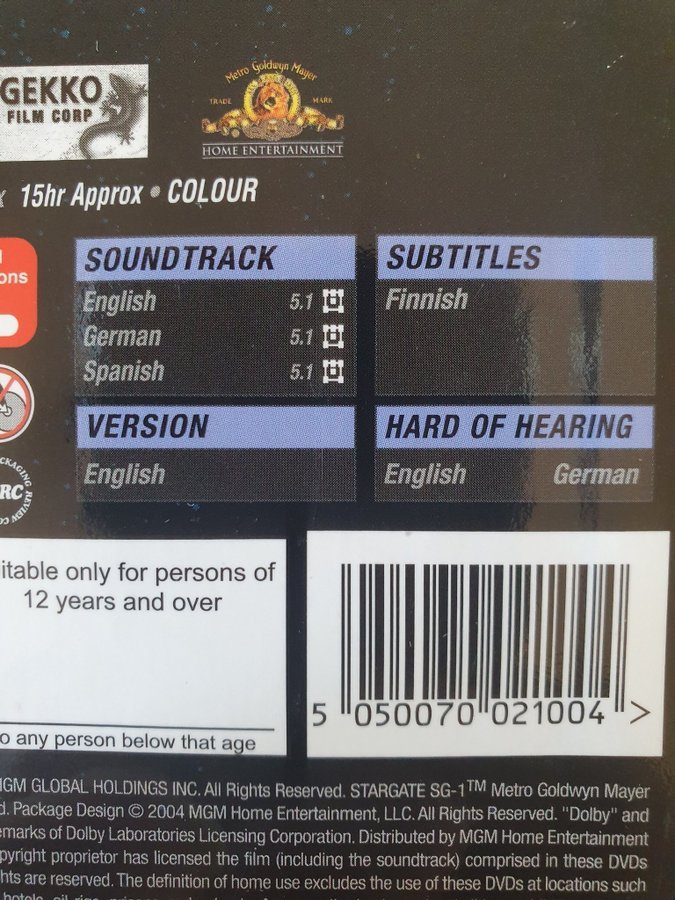 GEKKO
FILM CORP
Metro Goldwyn Mayer
TRADE MARK
HOME ENTERTAINMENT
15hr Approx • COLOUR
ons
SOUNDTRACK
English 5.1
German 5.1
Spanish 5.1
SUBTITLES
Finnish
VERSION
English
HARD OF HEARING
English German
CKAGING
RC
REVIEW CO
itable only for persons of
12 years and over
o any person below that age
5 050070 021004 >
MGM GLOBAL HOLDINGS INC. All Rights Reserved. STARGATE SG-1™ Metro Goldwyn Mayer
d. Package Design © 2004 MGM Home Entertainment, LLC. All Rights Reserved. "Dolby" and
emarks of Dolby Laboratories Licensing Corporation. Distributed by MGM Home Entertainment
pyright proprietor has licensed the film (including the soundtrack) comprised in these DVDs
hts are reserved. The definition of home use excludes the use of these DVDs at locations such